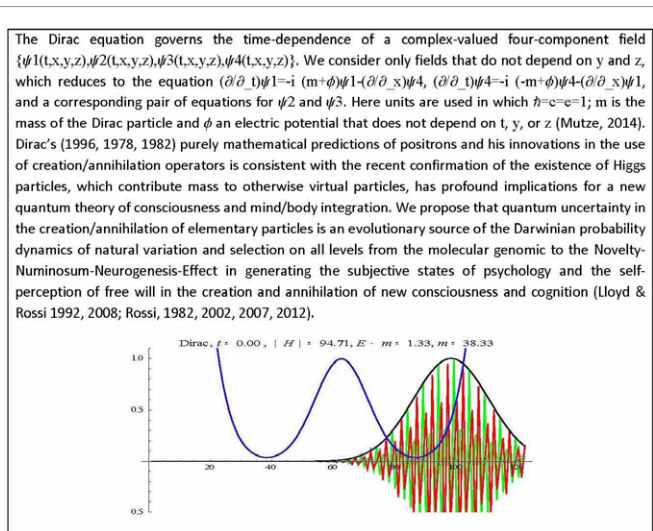 The Dirac equation governs the time-dependence of a complex-valued four-component field
{ψ1(t,x,y,z),ψ2(t,x,y,z),ψ3(t,x,y,z),ψ4(t,x,y,z)}. We consider only fields that do not depend on y and z,
which reduces to the equation (∂/∂_t)ψ1=-i (m+ϕ)ψ1-(∂/∂_x)ψ4, (∂/∂_t)ψ4=-i (-m+ϕ)ψ4-(∂/∂_x)ψ1,
and a corresponding pair of equations for ψ2 and ψ3. Here units are used in which ℏ=c=e=1; m is the
mass of the Dirac particle and ϕ an electric potential that does not depend on t, y, or z (Mutze, 2014).
Dirac's (1996, 1978, 1982) purely mathematical predictions of positrons and his innovations in the use
of creation/annihilation operators is consistent with the recent confirmation of the existence of Higgs
particles, which contribute mass to otherwise virtual particles, has profound implications for a new
quantum theory of consciousness and mind/body integration. We propose that quantum uncertainty in
the creation/annihilation of elementary particles is an evolutionary source of the Darwinian probability
dynamics of natural variation and selection on all levels from the molecular genomic to the Novelty-
Numinosum-Neurogenesis-Effect in generating the subjective states of psychology and the self-
perception of free will in the creation and annihilation of new consciousness and cognition (Lloyd &
Rossi 1992, 2008; Rossi, 1982, 2002, 2007, 2012).
Dirac, t = 0.00, | H | = 94.71, E - m = 1.33, m = 38.33
1.0
0.5
20 40 60 80 100
0.5